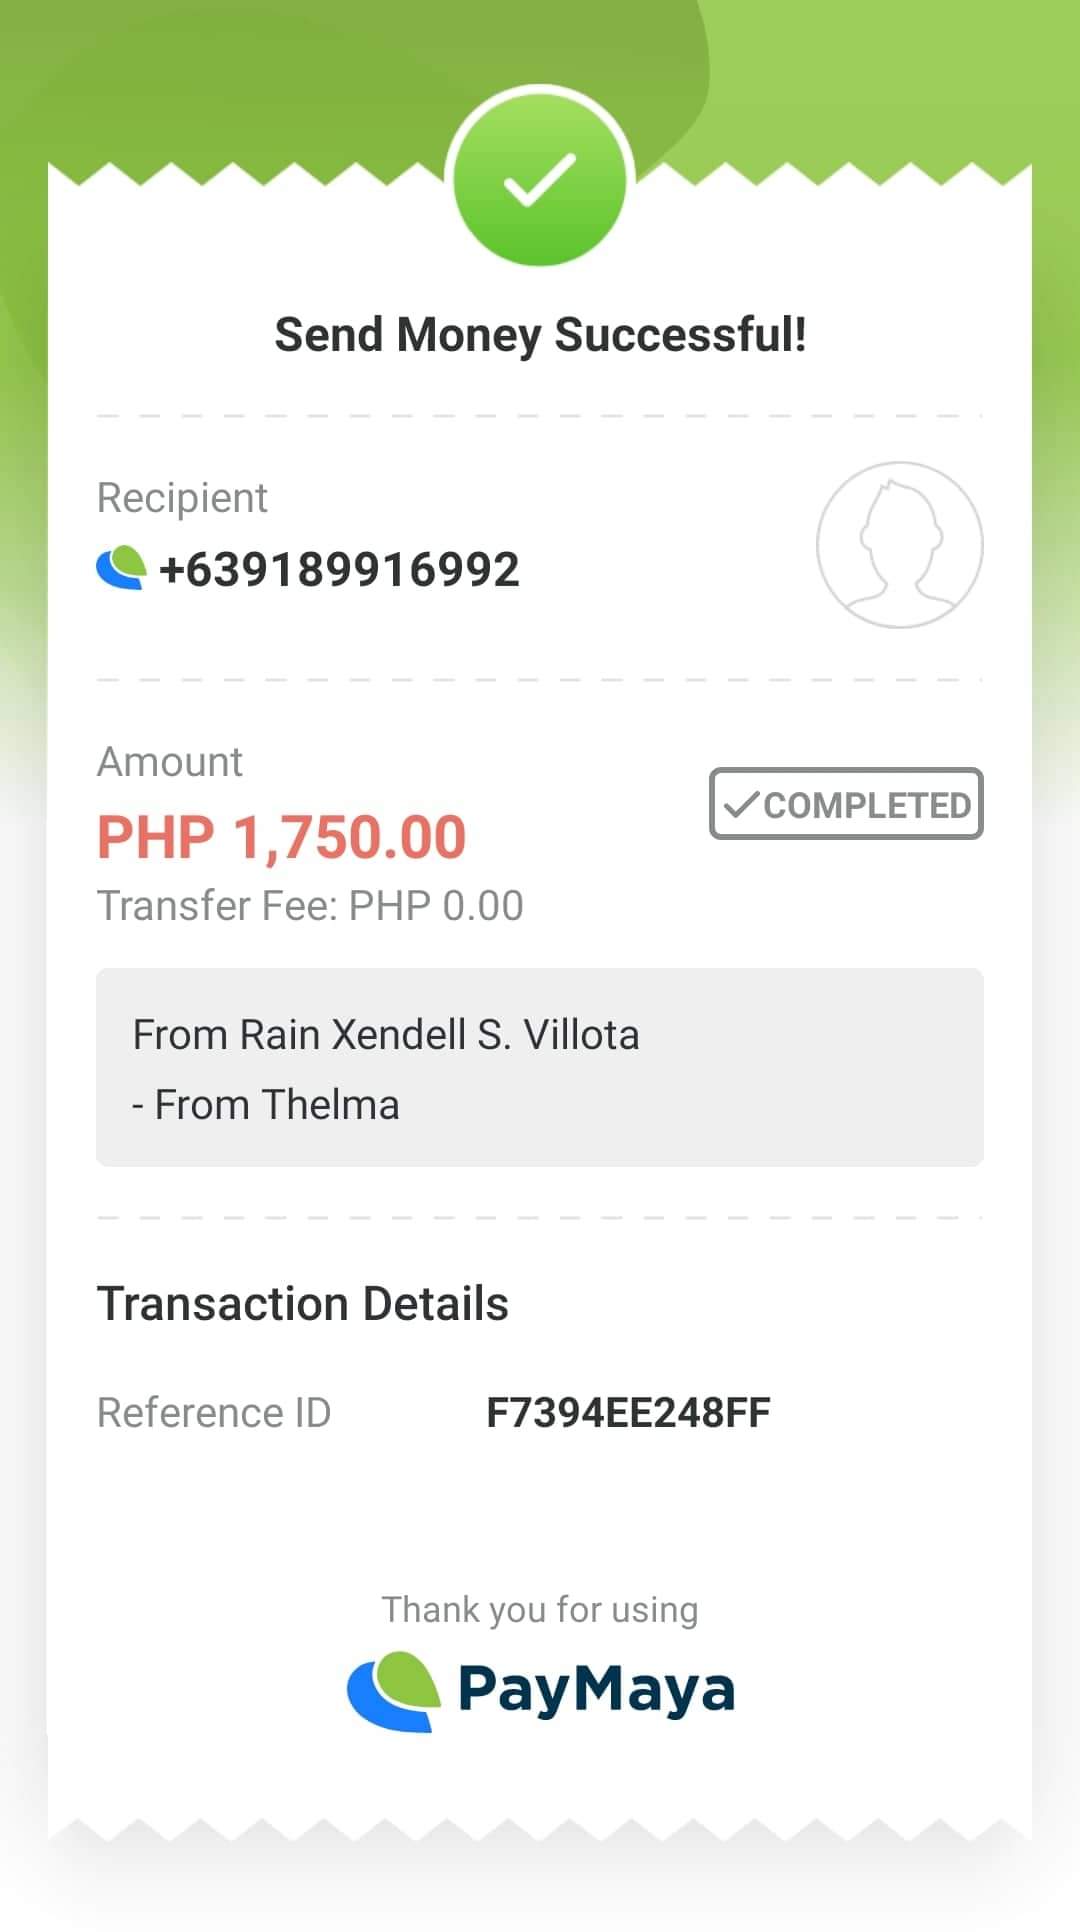 Send Money Successful!
Recipient
+639189916992
Amount
PHP 1,750.00
COMPLETED
Transfer Fee: PHP 0.00
From Rain Xendell S. Villota
- From Thelma
Transaction Details
Reference ID F7394EE248FF
Thank you for using
PayMaya